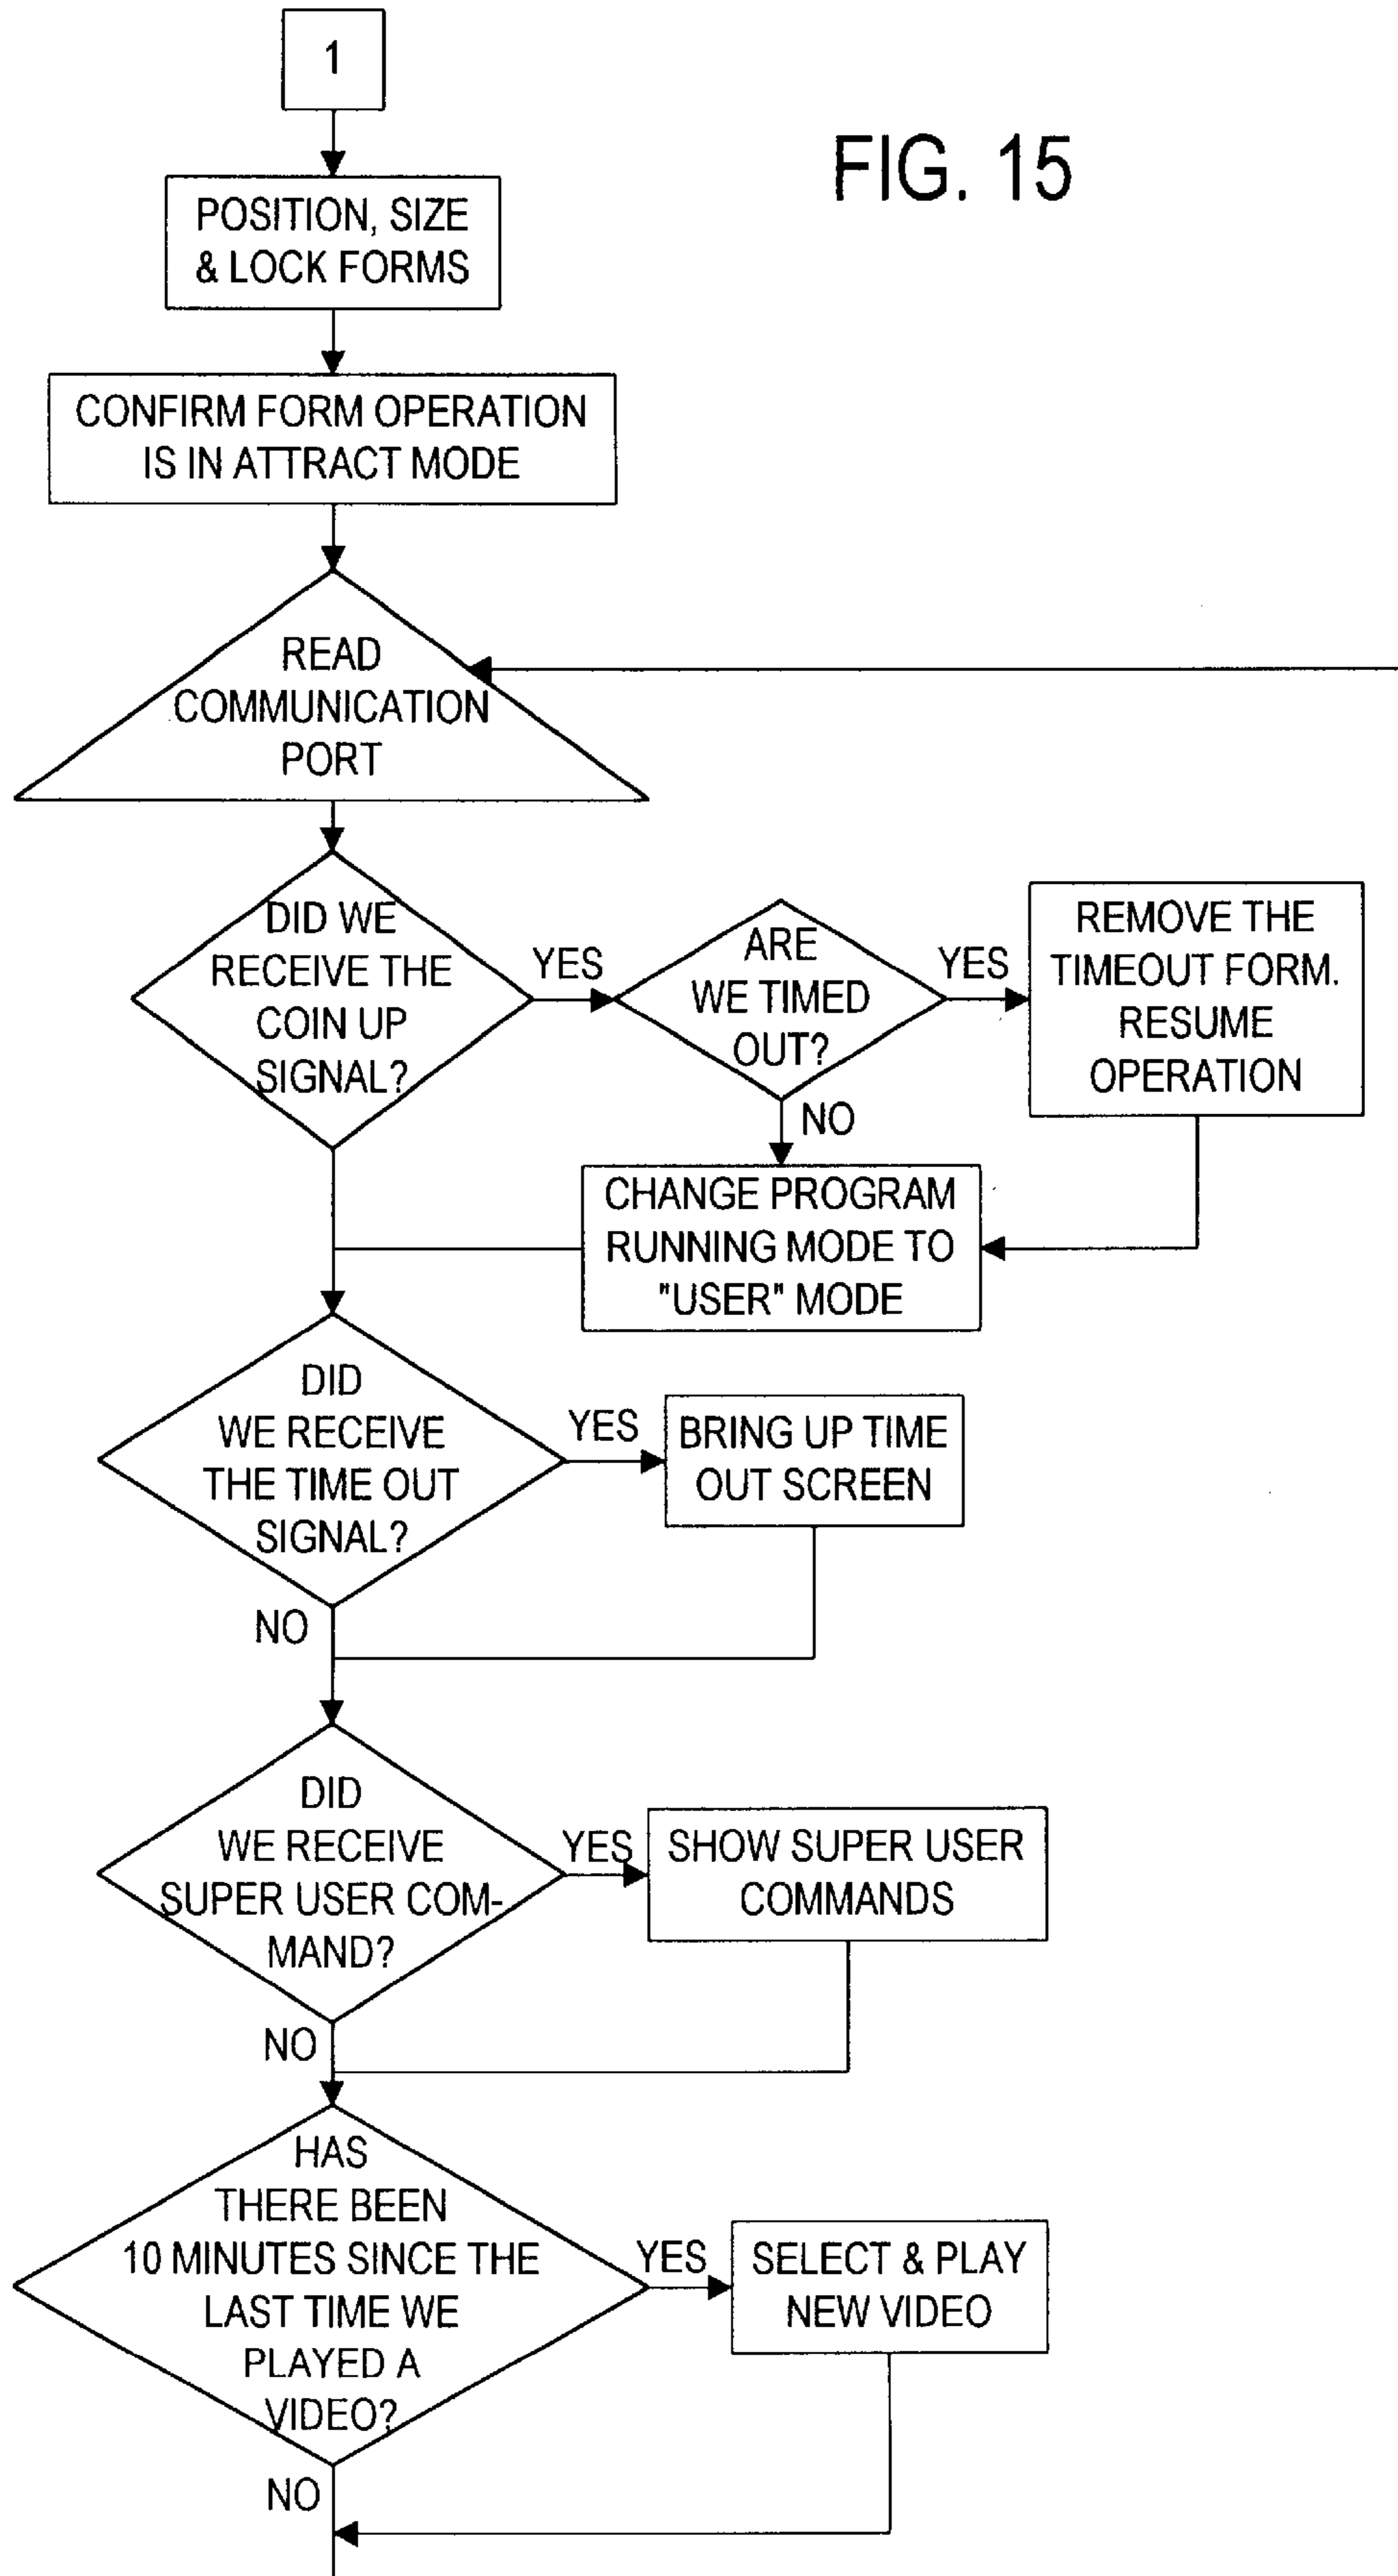 1
FIG. 15
POSITION, SIZE
& LOCK FORMS
CONFIRM FORM OPERATION
IS IN ATTRACT MODE
READ
COMMUNICATION
PORT
DID WE
RECEIVE THE
COIN UP
SIGNAL?
YES
ARE
WE TIMED
OUT?
YES
REMOVE THE
TIMEOUT FORM.
RESUME
OPERATION
NO
CHANGE PROGRAM
RUNNING MODE TO
"USER" MODE
DID
WE RECEIVE
THE TIME OUT
SIGNAL?
YES
BRING UP TIME
OUT SCREEN
NO
DID
WE RECEIVE
SUPER USER COM-
MAND?
YES
SHOW SUPER USER
COMMANDS
NO
HAS
THERE BEEN
10 MINUTES SINCE THE
LAST TIME WE
PLAYED A
VIDEO?
YES
SELECT & PLAY
NEW VIDEO
NO